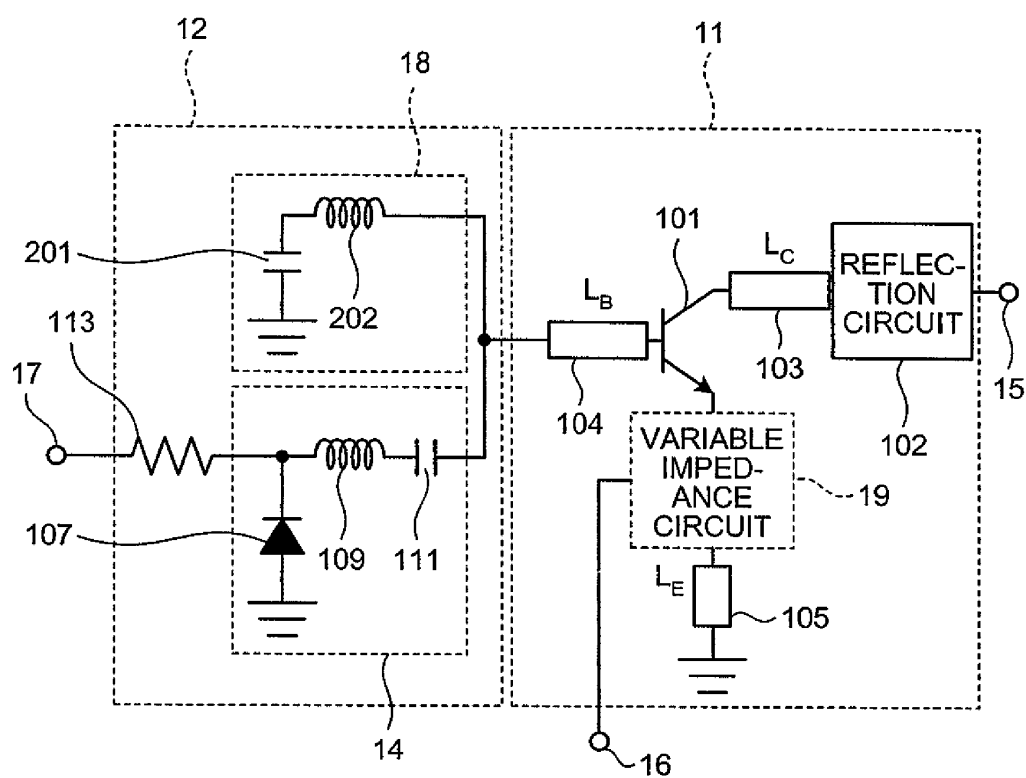 12
11
18
101
L_C
REFLEC-
TION
CIRCUIT
201
L_B
202
113
103
15
17
104
102
VARIABLE
IMPED-
ANCE
CIRCUIT
19
107
109
111
L_E
105
14
16